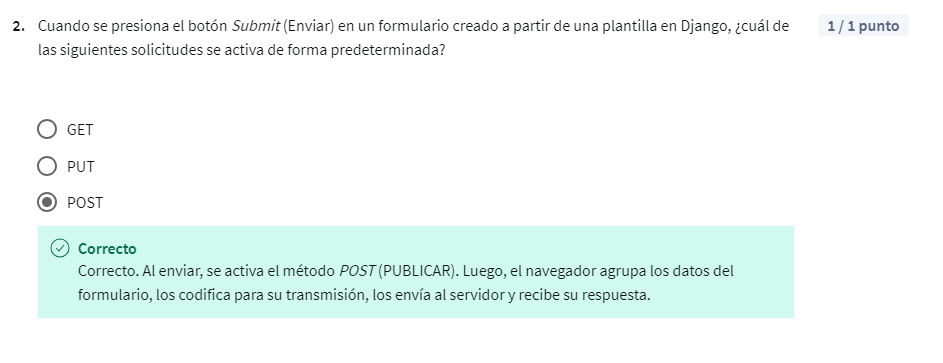 2. Cuando se presiona el botón Submit (Enviar) en un formulario creado a partir de una plantilla en Django, ¿cuál de
1 / 1 punto
las siguientes solicitudes se activa de forma predeterminada?
GET
PUT
POST
Correcto
Correcto. Al enviar, se activa el método POST (PUBLICAR). Luego, el navegador agrupa los datos del
formulario, los codifica para su transmisión, los envía al servidor y recibe su respuesta.